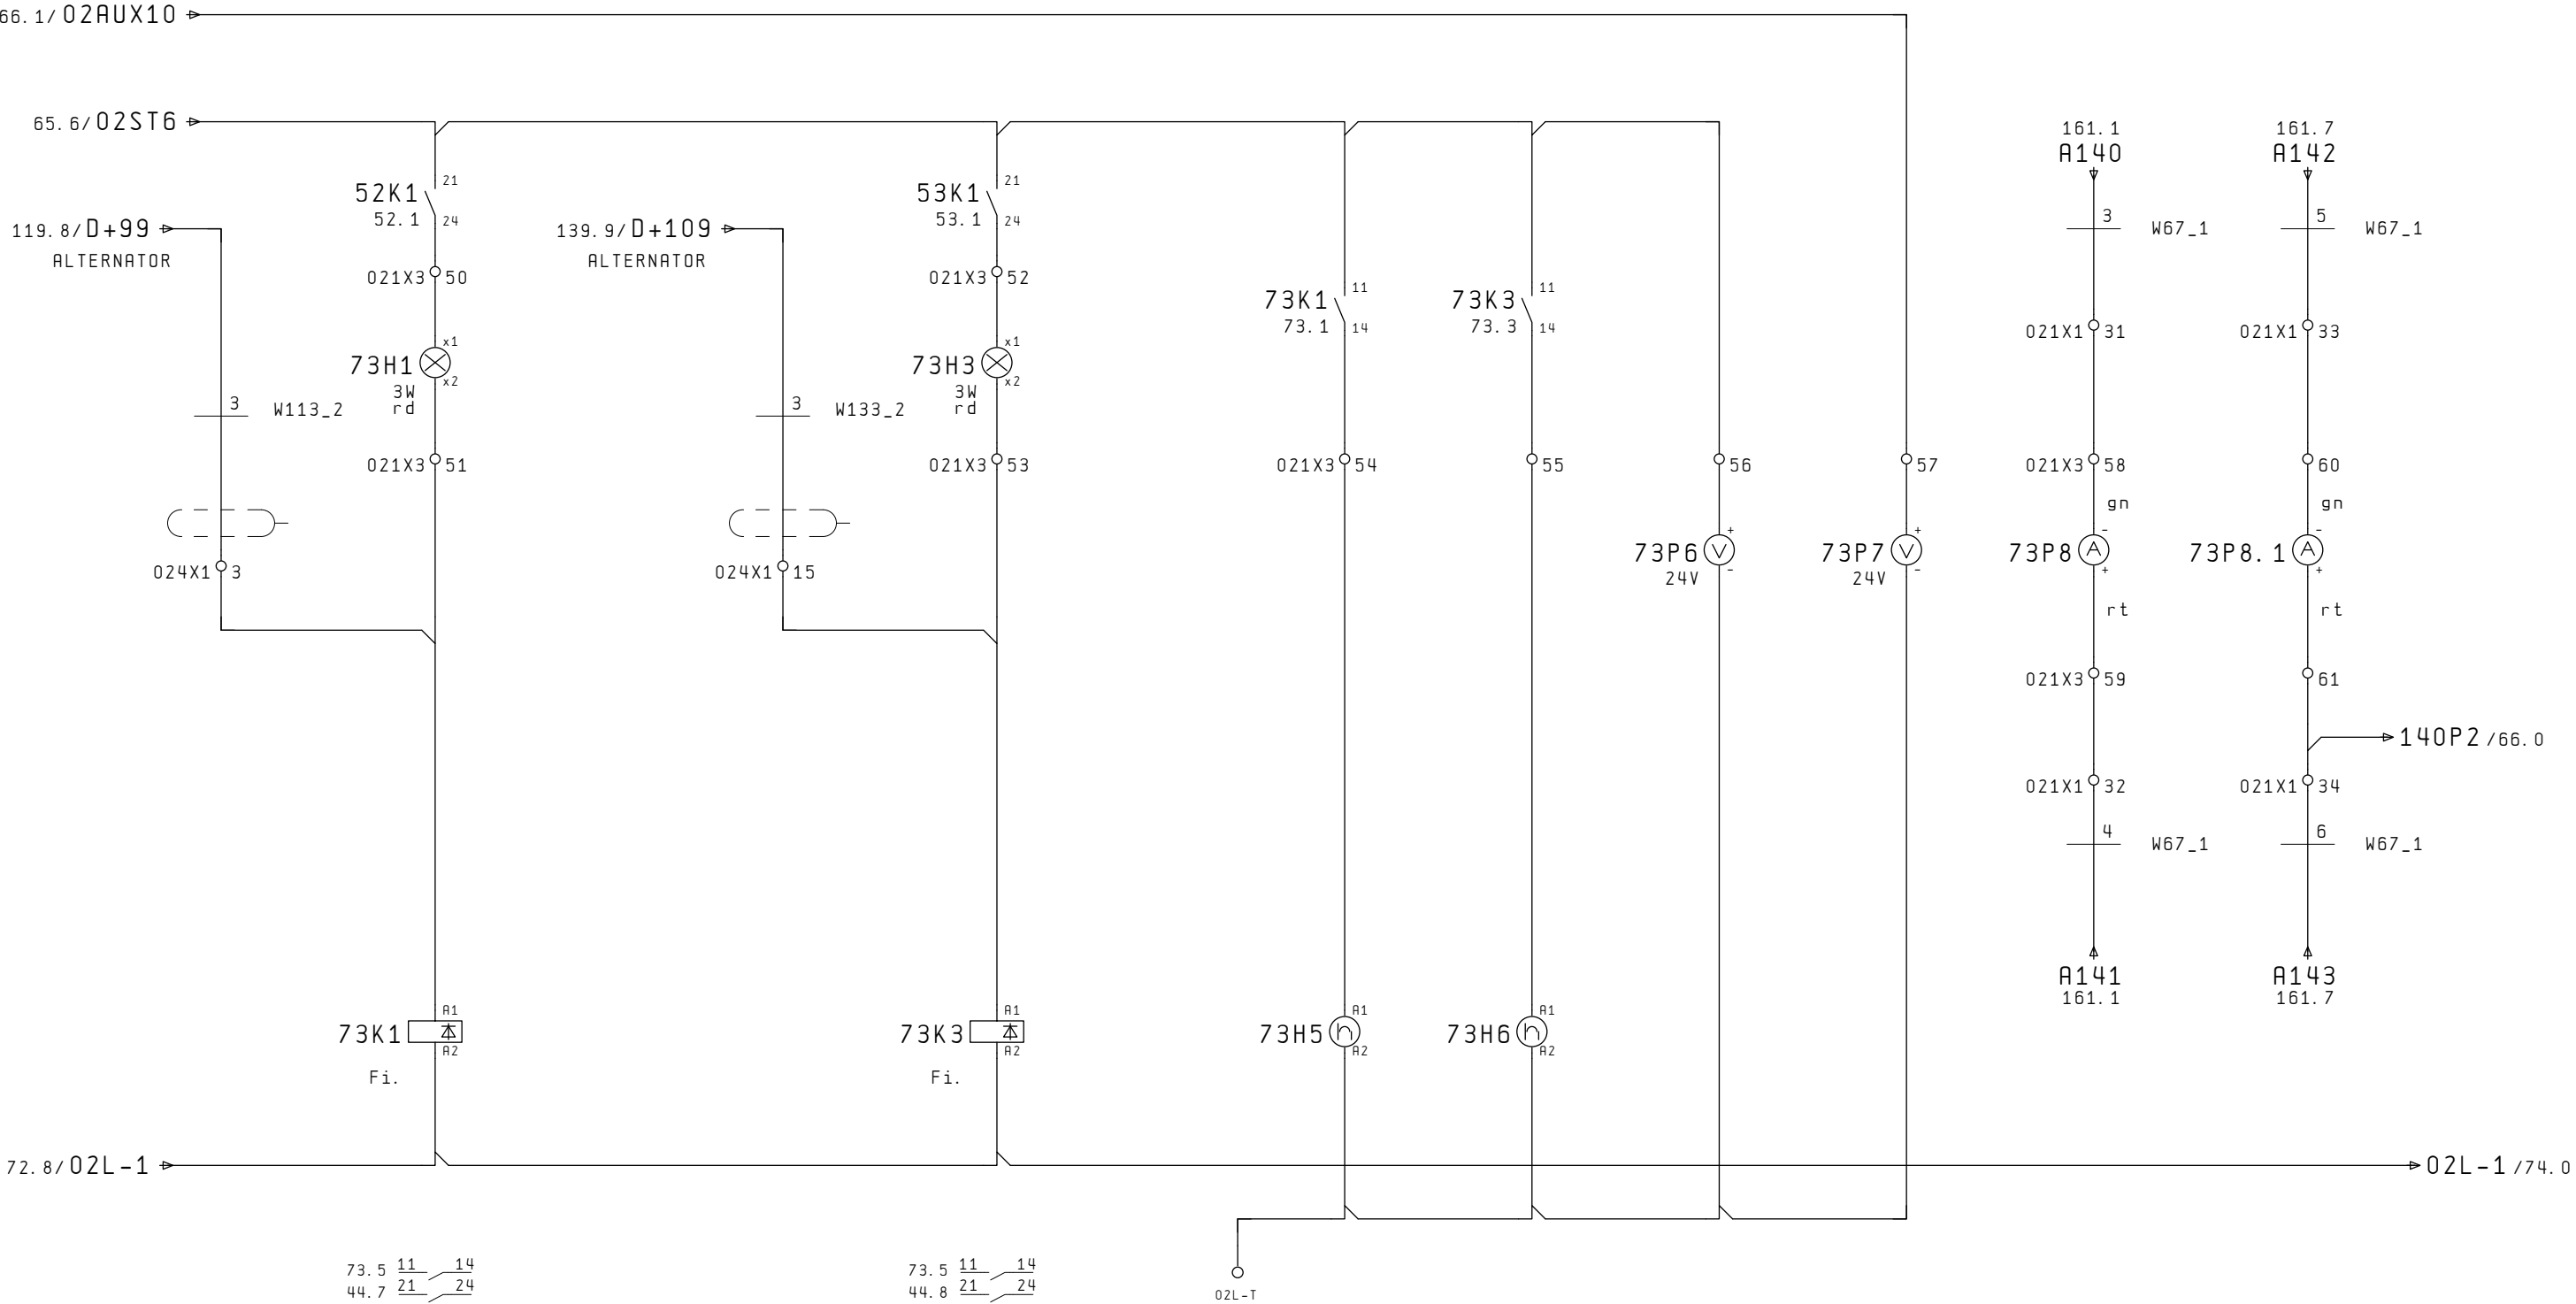 66.1/02AUX10
65.6/02ST6
161.1
A140
161.7
A142
52K1
52.1
21
24
53K1
53.1
21
24
3
W67_1
5
W67_1
119.8/D+99
ALTERNATOR
139.9/D+109
ALTERNATOR
021X3 50
021X3 52
73K1
73.1
11
14
73K3
73.3
11
14
021X1 31
021X1 33
73H1
3W
rd
x1
x2
73H3
3W
rd
x1
x2
3
W113_2
3
W133_2
021X3 51
021X3 53
021X3 54
55
56
57
021X3 58
60
gn
gn
73P6
24V
+
-
73P7
24V
+
-
73P8
-
+
73P8.1
-
+
V
V
A
A
024X1 3
024X1 15
rt
rt
021X3 59
61
140P2/66.0
021X1 32
021X1 34
4
W67_1
6
W67_1
A141
161.1
A143
161.7
73K1
A1
A2
Fi.
73K3
A1
A2
Fi.
73H5
A1
A2
73H6
A1
A2
72.8/02L-1
02L-1/74.0
73.5 11 14
44.7 21 24
73.5 11 14
44.8 21 24
02L-T